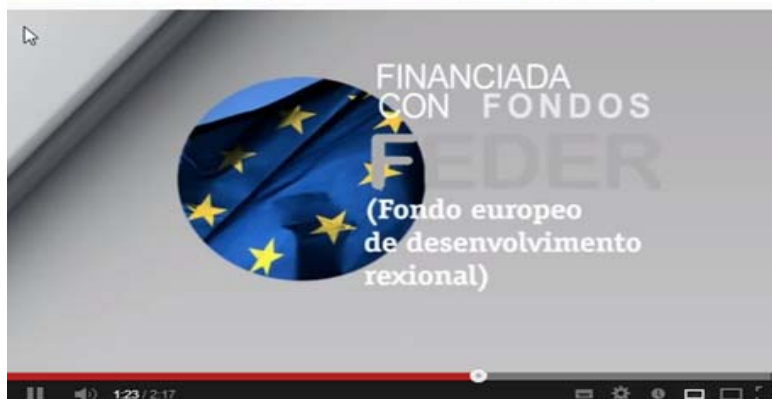 FINANCIADA
CON FONDOS
FEDER
(Fondo europeo
de desenvolvimento
rexional)
1:23 / 2:17